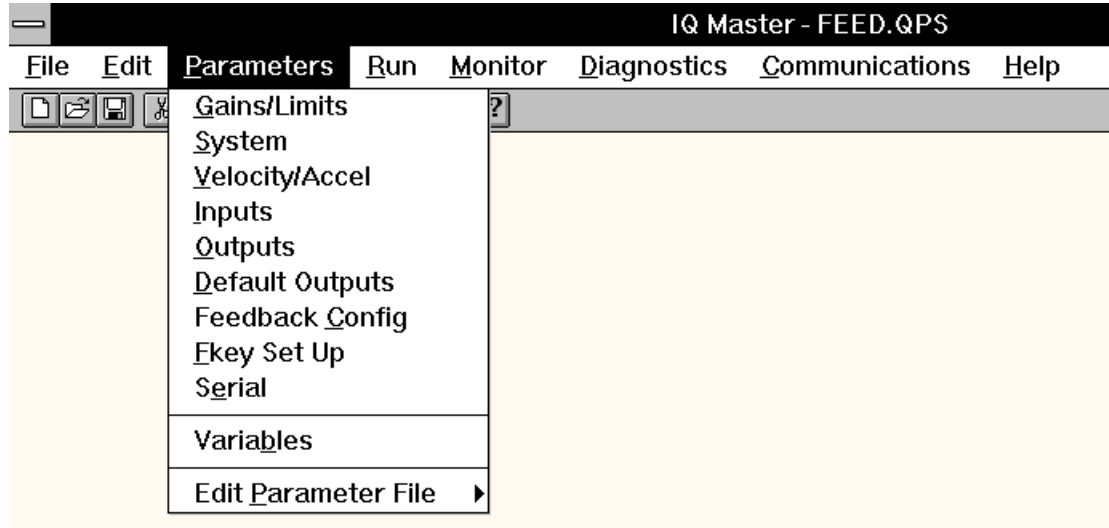 IQ Master - FEED.QPS
File Edit Parameters Run Monitor Diagnostics Communications Help
Gains/Limits ?
System
Velocity/Accel
Inputs
Outputs
Default Outputs
Feedback Config
Fkey Set Up
Serial
Variables
Edit Parameter File